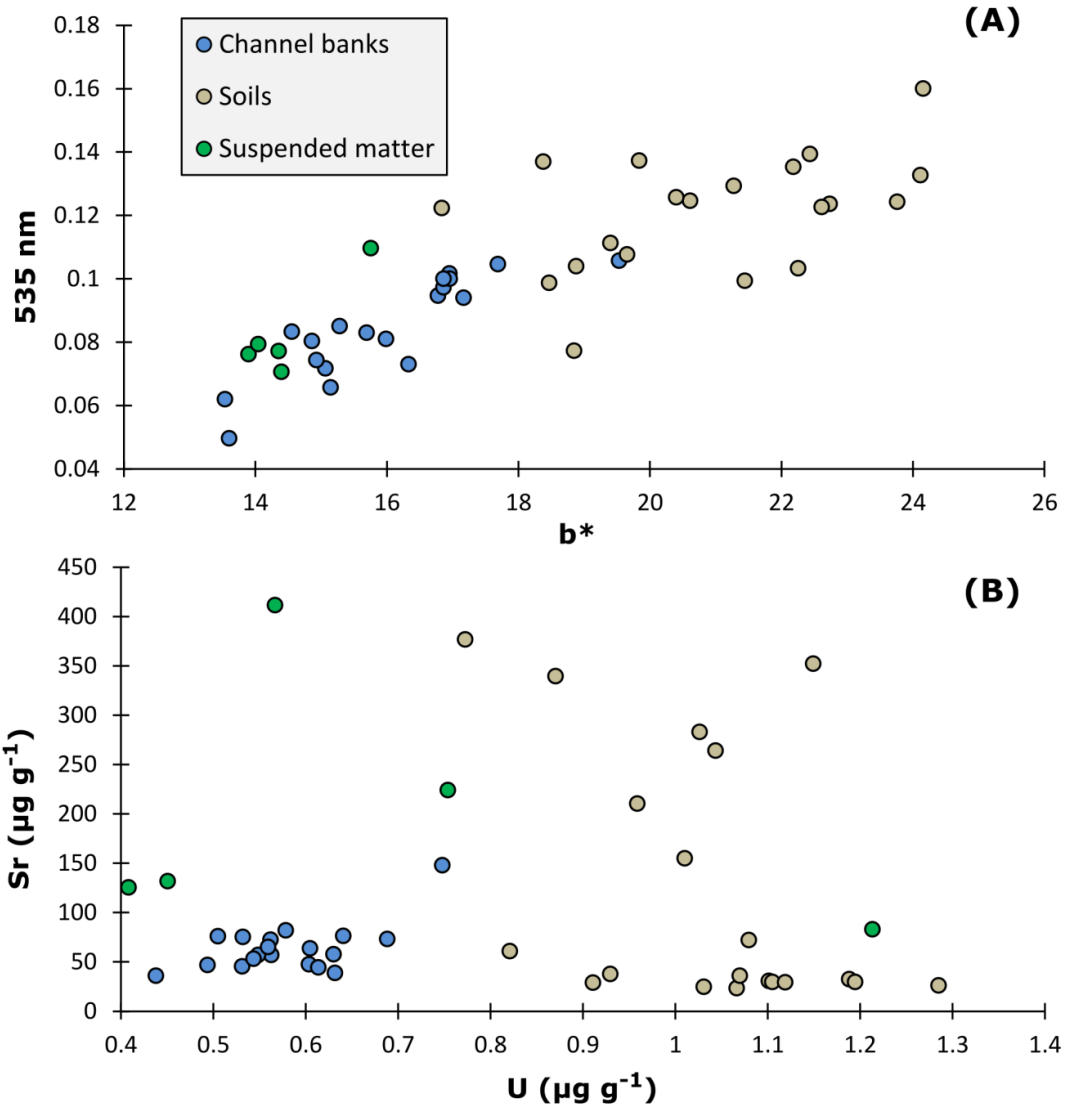 (A)
Channel banks
Soils
Suspended matter
535 nm
0.18
0.16
0.14
0.12
0.1
0.08
0.06
0.04
12 14 16 18 20 22 24 26
b*
(B)
Sr (µg g⁻¹)
450
400
350
300
250
200
150
100
50
0
0.4 0.5 0.6 0.7 0.8 0.9 1 1.1 1.2 1.3 1.4
U (µg g⁻¹)